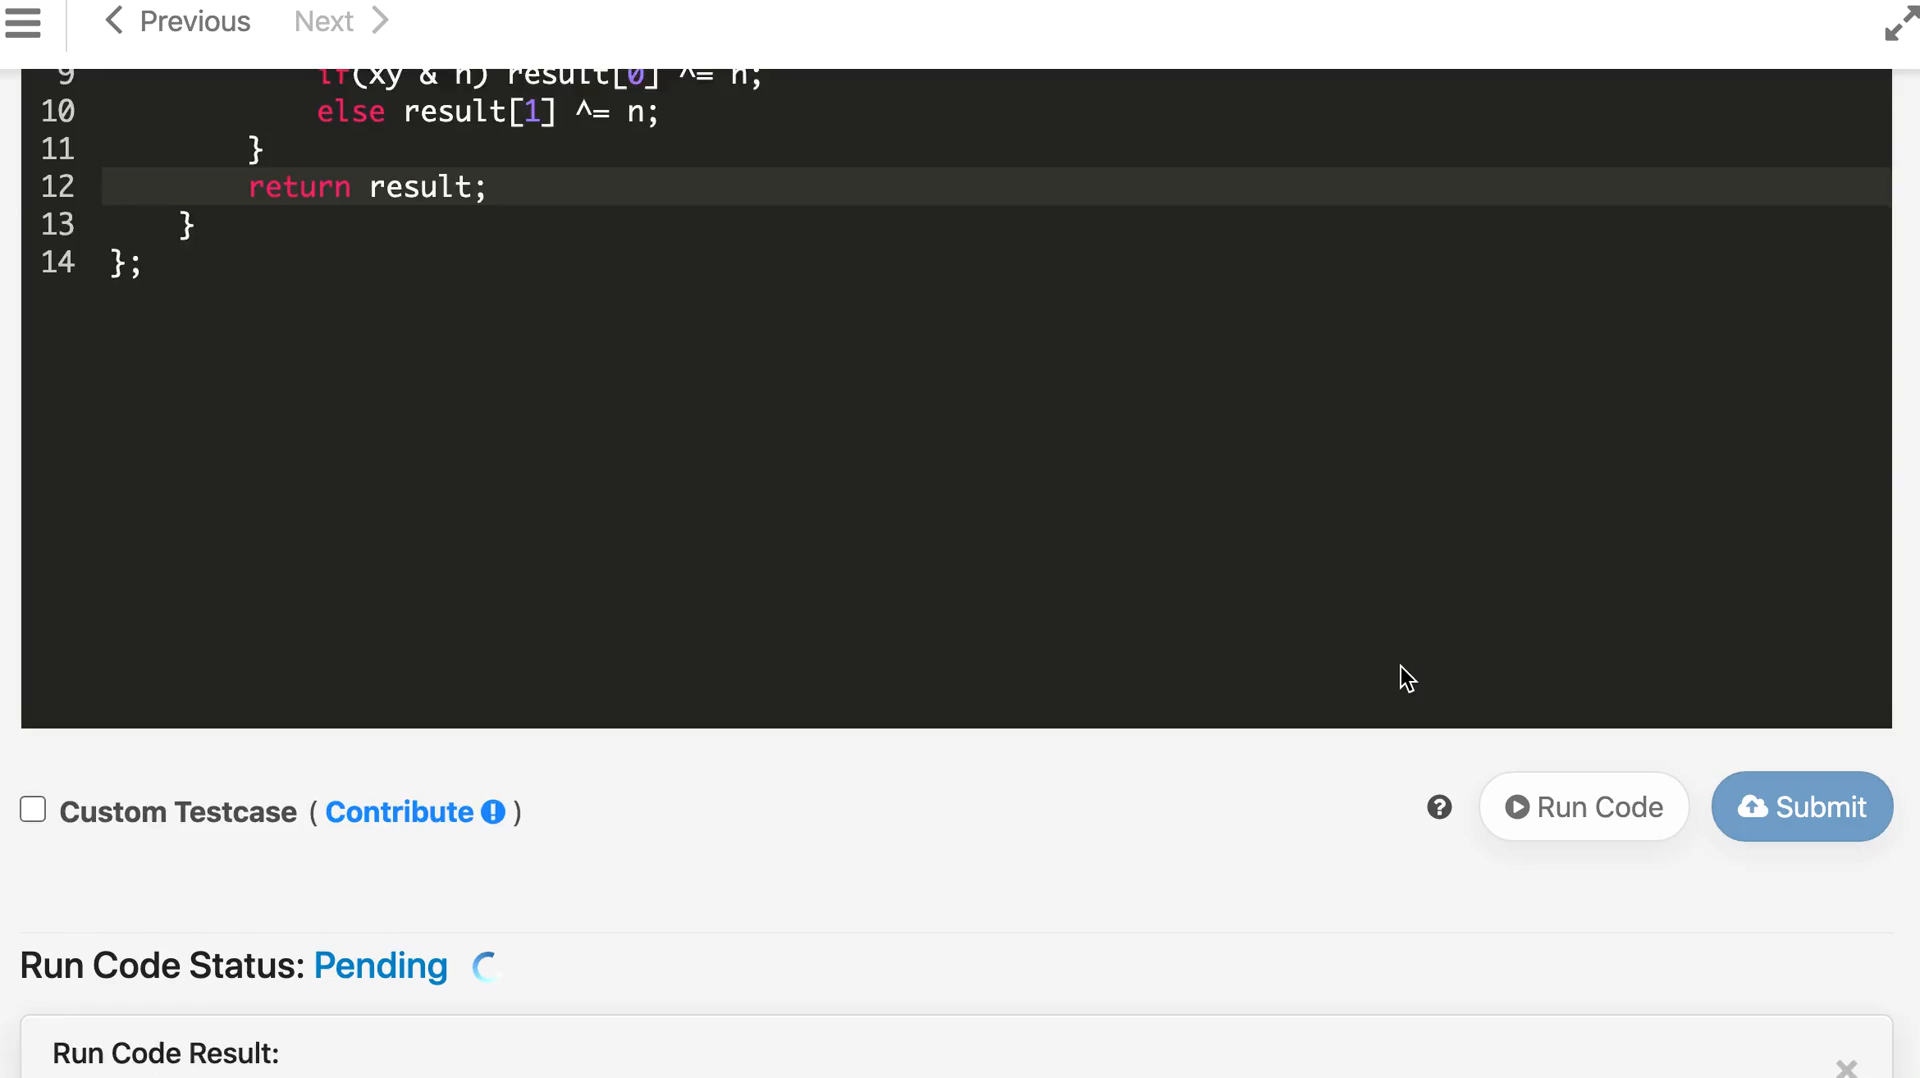 Previous Next
9 if(xy & n) result[0] ^= n;
10 else result[1] ^= n;
11 }
12 return result;
13 }
14 };
Custom Testcase ( Contribute ! )
? Run Code Submit
Run Code Status: Pending
Run Code Result:
×